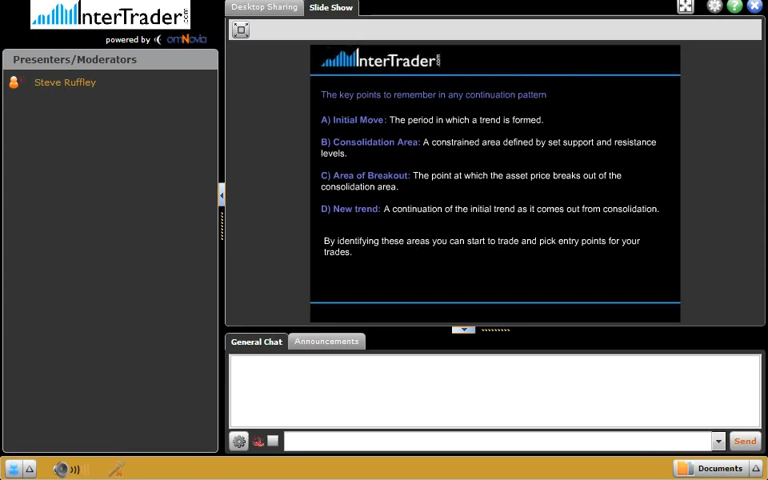 InterTrader.com
powered by omNovia
Presenters/Moderators
Steve Ruffley
Desktop Sharing
Slide Show
InterTrader.com
The key points to remember in any continuation pattern
A) Initial Move: The period in which a trend is formed.
B) Consolidation Area: A constrained area defined by set support and resistance
levels.
C) Area of Breakout: The point at which the asset price breaks out of the
consolidation area.
D) New trend: A continuation of the initial trend as it comes out from consolidation.
By identifying these areas you can start to trade and pick entry points for your
trades.
General Chat
Announcements
Send
Documents